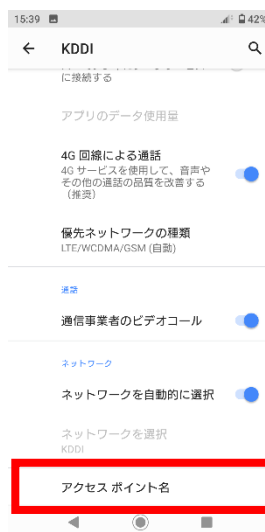 15:39
42%
KDDI
に接続する
アプリのデータ使用量
4G 回線による通話
4G サービスを使用して、音声や
その他の通話の品質を改善する
（推奨）
優先ネットワークの種類
LTE/WCDMA/GSM (自動)
通話
通信事業者のビデオコール
ネットワーク
ネットワークを自動的に選択
ネットワークを選択
KDDI
アクセス ポイント名